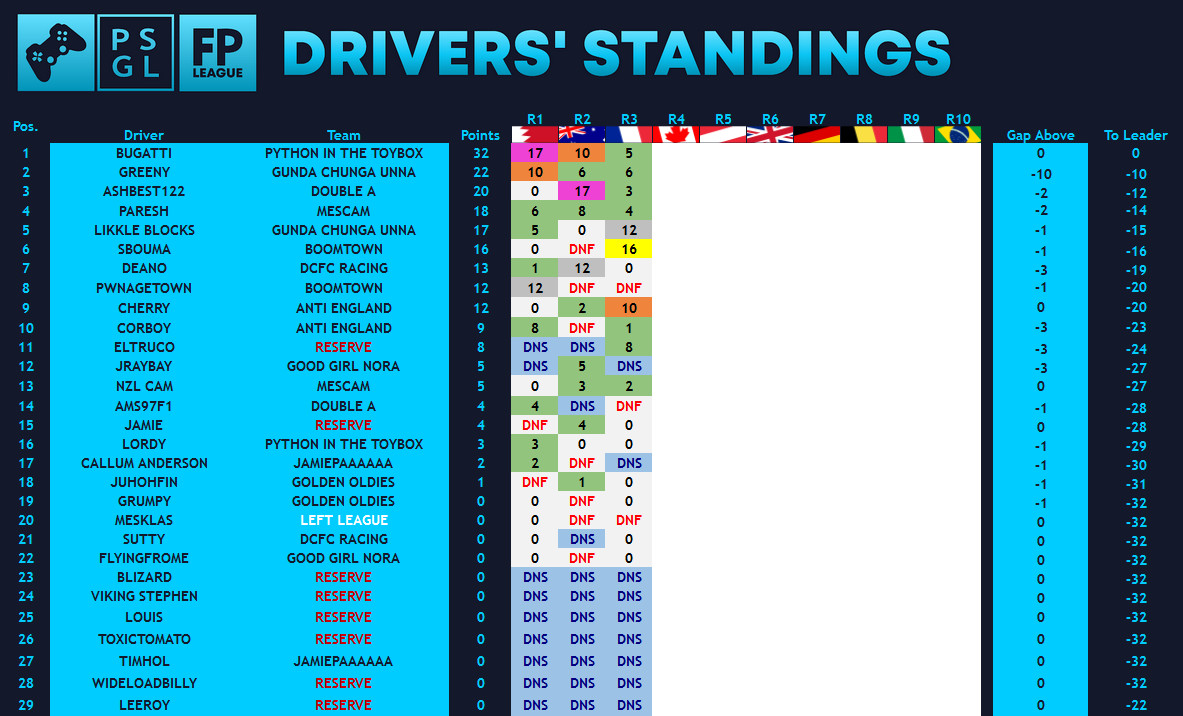 PS
GL
FP
LEAGUE
DRIVERS' STANDINGS
Pos. Driver Team Points R1 R2 R3 R4 R5 R6 R7 R8 R9 R10 Gap Above To Leader
1 BUGATTI PYTHON IN THE TOYBOX 32 17 10 5 0 0
2 GREENY GUNDA CHUNGA UNNA 22 10 6 6 -10 -10
3 ASHBEST122 DOUBLE A 20 0 17 3 -2 -12
4 PARESH MESCAM 18 6 8 4 -2 -14
5 LIKKLE BLOCKS GUNDA CHUNGA UNNA 17 5 0 12 -1 -15
6 SBOUMA BOOMTOWN 16 0 DNF 16 -1 -16
7 DEANO DCFC RACING 13 1 12 0 -3 -19
8 PWNAGETOWN BOOMTOWN 12 12 DNF DNF -1 -20
9 CHERRY ANTI ENGLAND 12 0 2 10 0 -20
10 CORBOY ANTI ENGLAND 9 8 DNF 1 -3 -23
11 ELTRUCO RESERVE 8 DNS DNS 8 -3 -24
12 JRAYBAY GOOD GIRL NORA 5 DNS 5 DNS -3 -27
13 NZL CAM MESCAM 5 0 3 2 0 -27
14 AMS97F1 DOUBLE A 4 4 DNS DNF -1 -28
15 JAMIE RESERVE 4 DNF 4 0 0 -28
16 LORDY PYTHON IN THE TOYBOX 3 3 0 0 -1 -29
17 CALLUM ANDERSON JAMIEPAAAAAA 2 2 DNF DNS -1 -30
18 JUHOHFIN GOLDEN OLDIES 1 DNF 1 0 -1 -31
19 GRUMPY GOLDEN OLDIES 0 0 DNF 0 -1 -32
20 MESKLAS LEFT LEAGUE 0 0 DNF DNF 0 -32
21 SUTTY DCFC RACING 0 0 DNS 0 0 -32
22 FLYINGFROME GOOD GIRL NORA 0 0 DNF 0 0 -32
23 BLIZARD RESERVE 0 DNS DNS DNS 0 -32
24 VIKING STEPHEN RESERVE 0 DNS DNS DNS 0 -32
25 LOUIS RESERVE 0 DNS DNS DNS 0 -32
26 TOXICTOMATO RESERVE 0 DNS DNS DNS 0 -32
27 TIMHOL JAMIEPAAAAAA 0 DNS DNS DNS 0 -32
28 WIDELOADBILLY RESERVE 0 DNS DNS DNS 0 -32
29 LEEROY RESERVE 0 DNS DNS DNS 0 -22